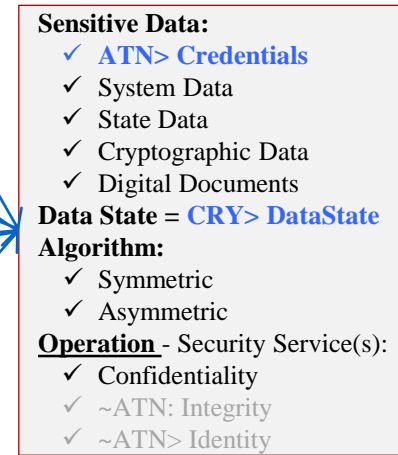 Sensitive Data:
✓ ATN> Credentials
✓ System Data
✓ State Data
✓ Cryptographic Data
✓ Digital Documents
Data State = CRY> DataState
Algorithm:
✓ Symmetric
✓ Asymmetric
Operation - Security Service(s):
✓ Confidentiality
✓ ~ATN: Integrity
✓ ~ATN> Identity